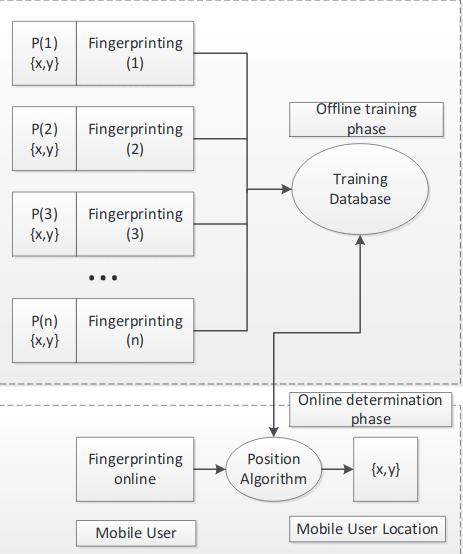 P(1)
{x,y}
Fingerprinting
(1)
P(2)
{x,y}
Fingerprinting
(2)
P(3)
{x,y}
Fingerprinting
(3)
P(n)
{x,y}
Fingerprinting
(n)
Offline training
phase
Training
Database
Online determination
phase
Fingerprinting
online
Position
Algorithm
{x,y}
Mobile User
Mobile User Location